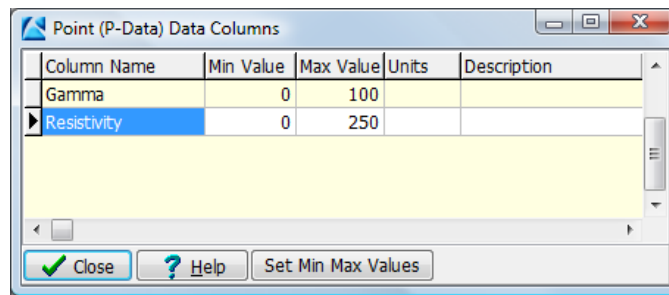 Point (P-Data) Data Columns
Column Name Min Value Max Value Units Description
Gamma 0 100
Resistivity 0 250
Close Help Set Min Max Values